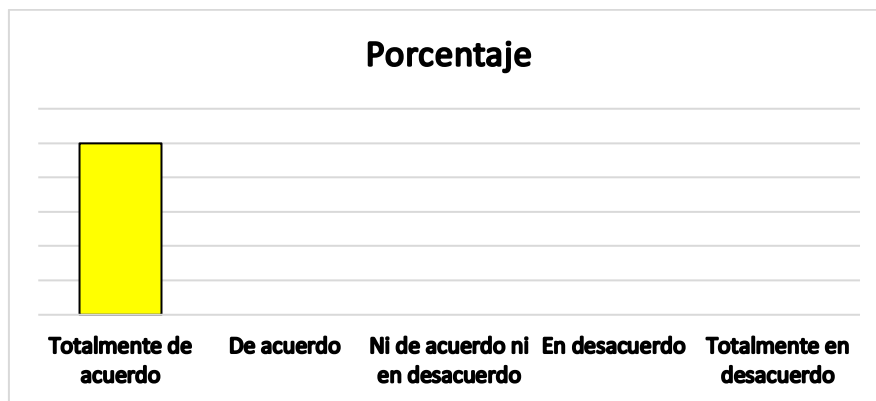 Porcentaje
Totalmente de acuerdo
De acuerdo
Ni de acuerdo ni en desacuerdo
En desacuerdo
Totalmente en desacuerdo